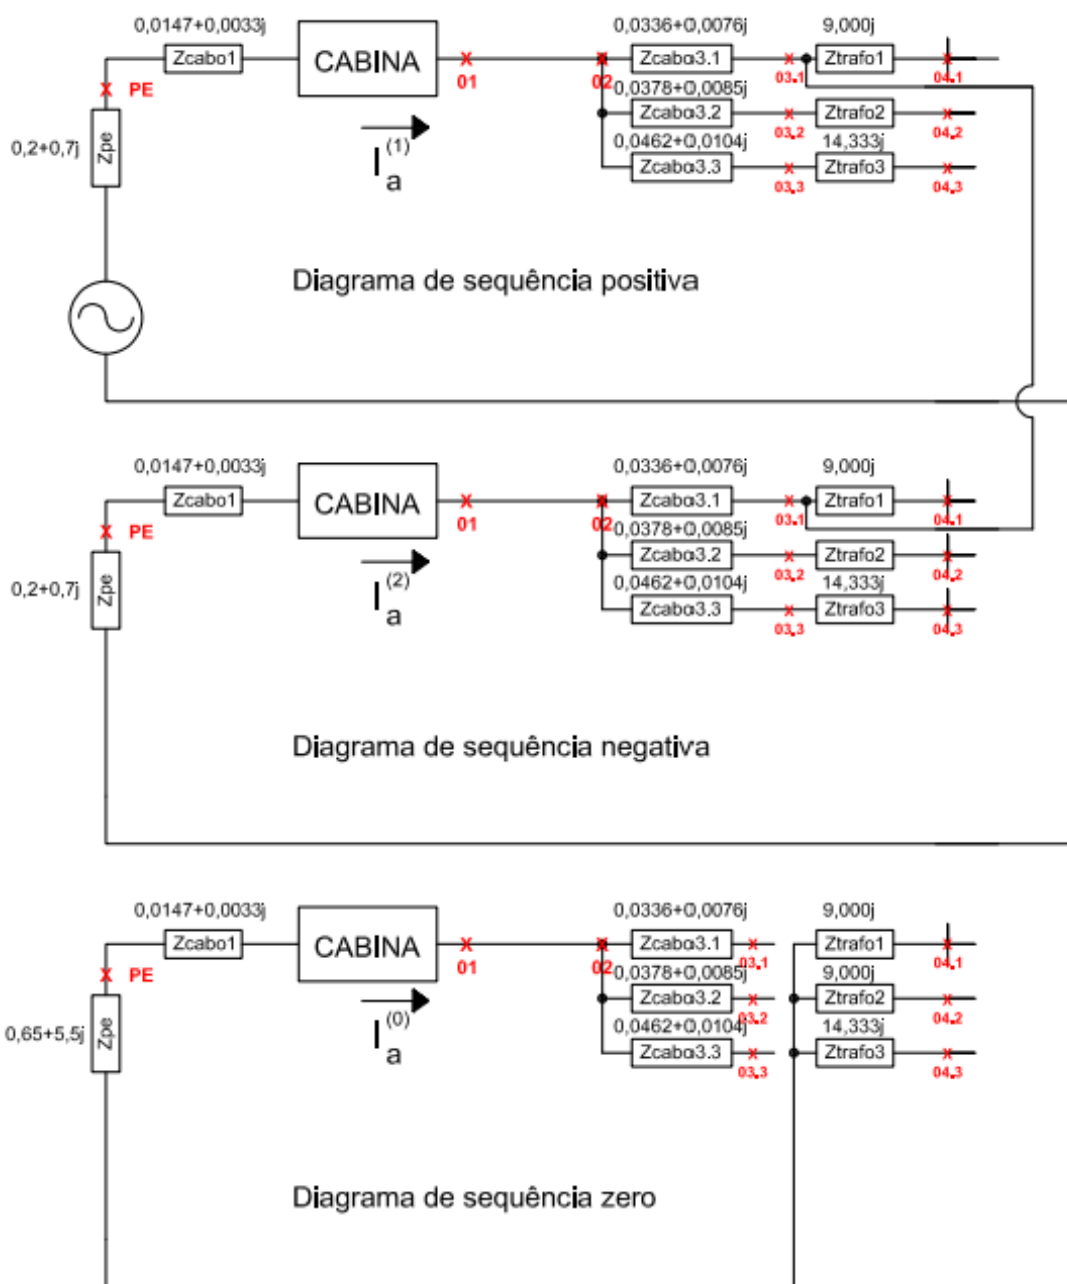 0,0147+0,0033j
Zcabo1
CABINA
01
02
0,0336+0,0076j
Zcabo3.1
03.1
9,000j
Ztrafo1
04.1
PE
0,2+0,7j
Zpe
I a (1)
0,0378+0,0085j
Zcabo3.2
03.2
Ztrafo2
04.2
0,0462+0,0104j
Zcabo3.3
03.3
14,333j
Ztrafo3
04.3
Diagrama de sequência positiva
0,0147+0,0033j
Zcabo1
CABINA
01
02
0,0336+0,0076j
Zcabo3.1
03.1
9,000j
Ztrafo1
04.1
PE
0,2+0,7j
Zpe
I a (2)
0,0378+0,0085j
Zcabo3.2
03.2
Ztrafo2
04.2
0,0462+0,0104j
Zcabo3.3
03.3
14,333j
Ztrafo3
04.3
Diagrama de sequência negativa
0,0147+0,0033j
Zcabo1
CABINA
01
02
0,0336+0,0076j
Zcabo3.1
03.1
9,000j
Ztrafo1
04.1
PE
0,65+5,5j
Zpe
I a (0)
0,0378+0,0085j
Zcabo3.2
03.2
9,000j
Ztrafo2
04.2
0,0462+0,0104j
Zcabo3.3
03.3
14,333j
Ztrafo3
04.3
Diagrama de sequência zero